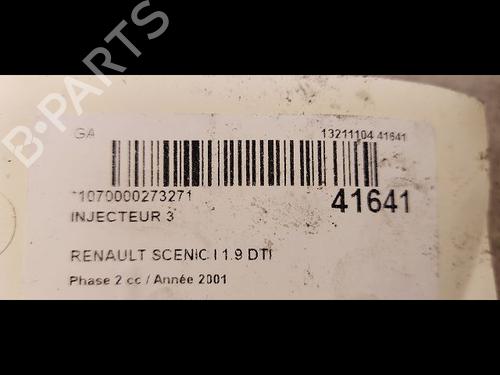 B-PARTS
GA
13211104 41641
*1070000273271
41641
INJECTEUR 3
RENAULT SCENIC I 1.9 DTI
Phase 2 cc / Année 2001